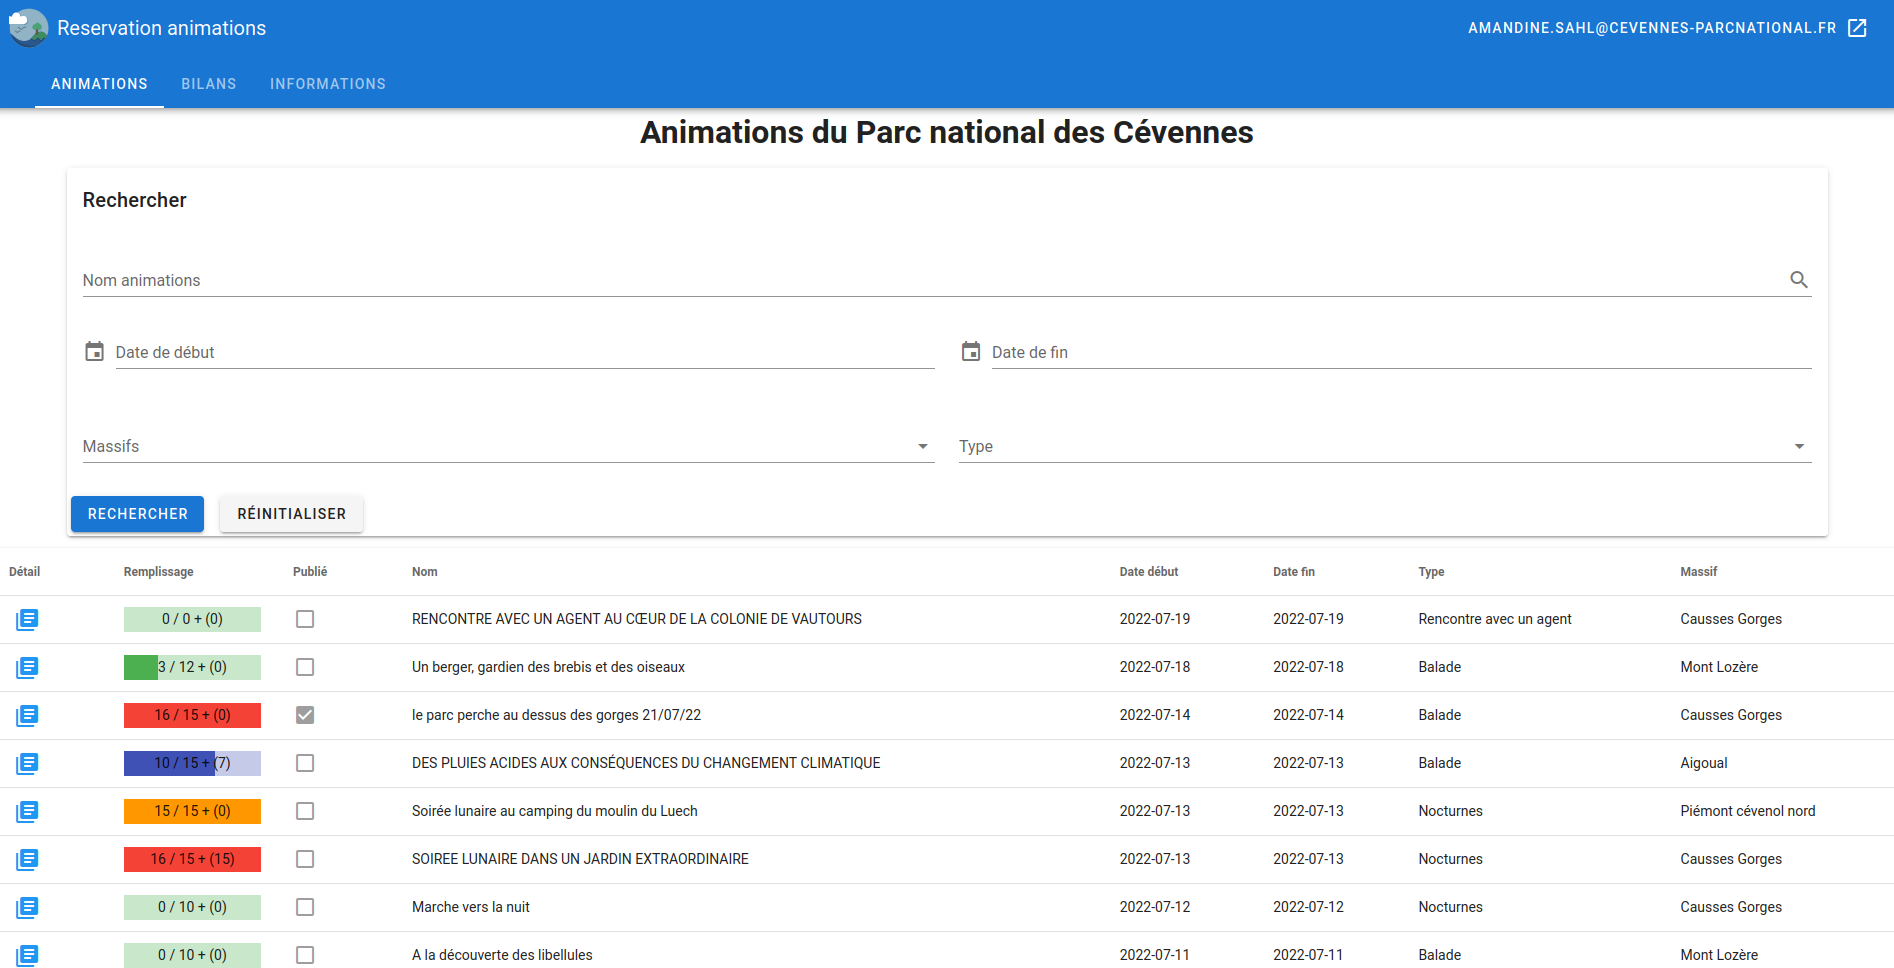 Reservation animations
AMANDINE.SAHL@CEVENNES-PARCNATIONAL.FR
ANIMATIONS BILANS INFORMATIONS
Animations du Parc national des Cévennes
Rechercher
Nom animations
Date de début Date de fin
Massifs Type
RECHERCHER RÉINITIALISER
Détail Remplissage Publié Nom Date début Date fin Type Massif
0 / 0 + (0) RENCONTRE AVEC UN AGENT AU CŒUR DE LA COLONIE DE VAUTOURS 2022-07-19 2022-07-19 Rencontre avec un agent Causses Gorges
3 / 12 + (0) Un berger, gardien des brebis et des oiseaux 2022-07-18 2022-07-18 Balade Mont Lozère
16 / 15 + (0) le parc perche au dessus des gorges 21/07/22 2022-07-14 2022-07-14 Balade Causses Gorges
10 / 15 + (7) DES PLUIES ACIDES AUX CONSÉQUENCES DU CHANGEMENT CLIMATIQUE 2022-07-13 2022-07-13 Balade Aigoual
15 / 15 + (0) Soirée lunaire au camping du moulin du Luech 2022-07-13 2022-07-13 Nocturnes Piémont cévenol nord
16 / 15 + (15) SOIREE LUNAIRE DANS UN JARDIN EXTRAORDINAIRE 2022-07-13 2022-07-13 Nocturnes Causses Gorges
0 / 10 + (0) Marche vers la nuit 2022-07-12 2022-07-12 Nocturnes Causses Gorges
0 / 10 + (0) A la découverte des libellules 2022-07-11 2022-07-11 Balade Mont Lozère